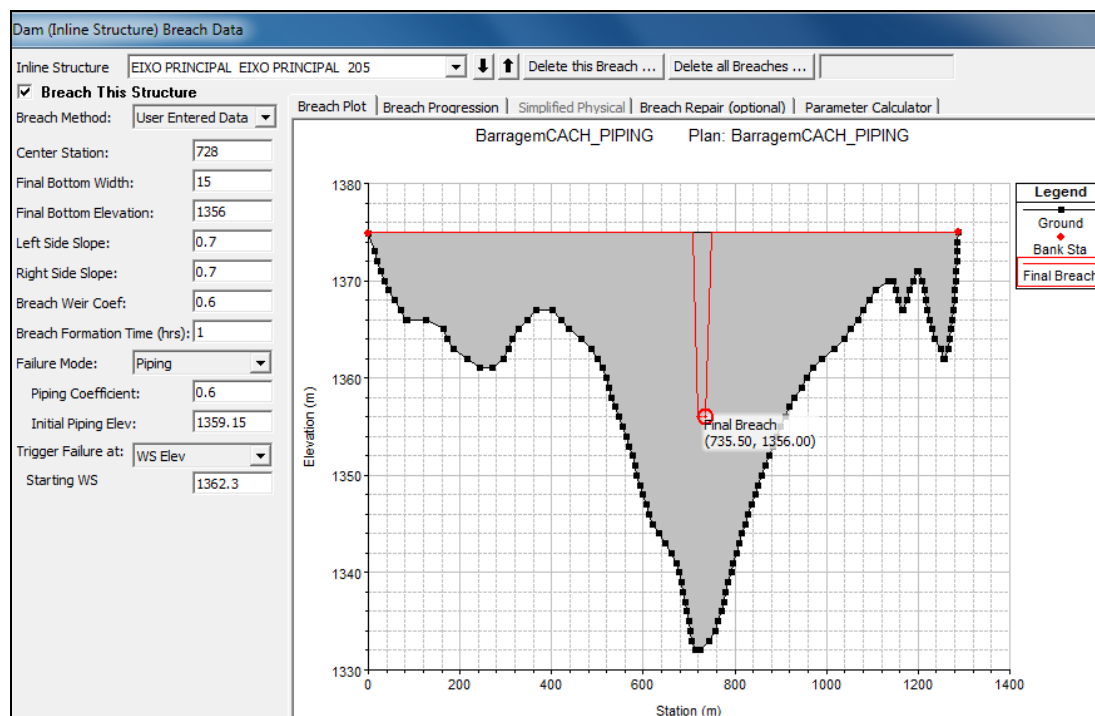 Dam (Inline Structure) Breach Data
Inline Structure EIXO PRINCIPAL EIXO PRINCIPAL 205 Delete this Breach ... Delete all Breaches ...
Breach This Structure
Breach Method: User Entered Data
Center Station: 728
Final Bottom Width: 15
Final Bottom Elevation: 1356
Left Side Slope: 0.7
Right Side Slope: 0.7
Breach Weir Coef: 0.6
Breach Formation Time (hrs): 1
Failure Mode: Piping
Piping Coefficient: 0.6
Initial Piping Elev: 1359.15
Trigger Failure at: WS Elev
Starting WS 1362.3
Breach Plot Breach Progression Simplified Physical Breach Repair (optional) Parameter Calculator
BarragemCACH_PIPING Plan: BarragemCACH_PIPING
Legend
Ground
Bank Sta
Final Breach
1380
1370
1360
1350
1340
1330
Elevation (m)
Final Breach
(735.50, 1356.00)
0 200 400 600 800 1000 1200 1400
Station (m)